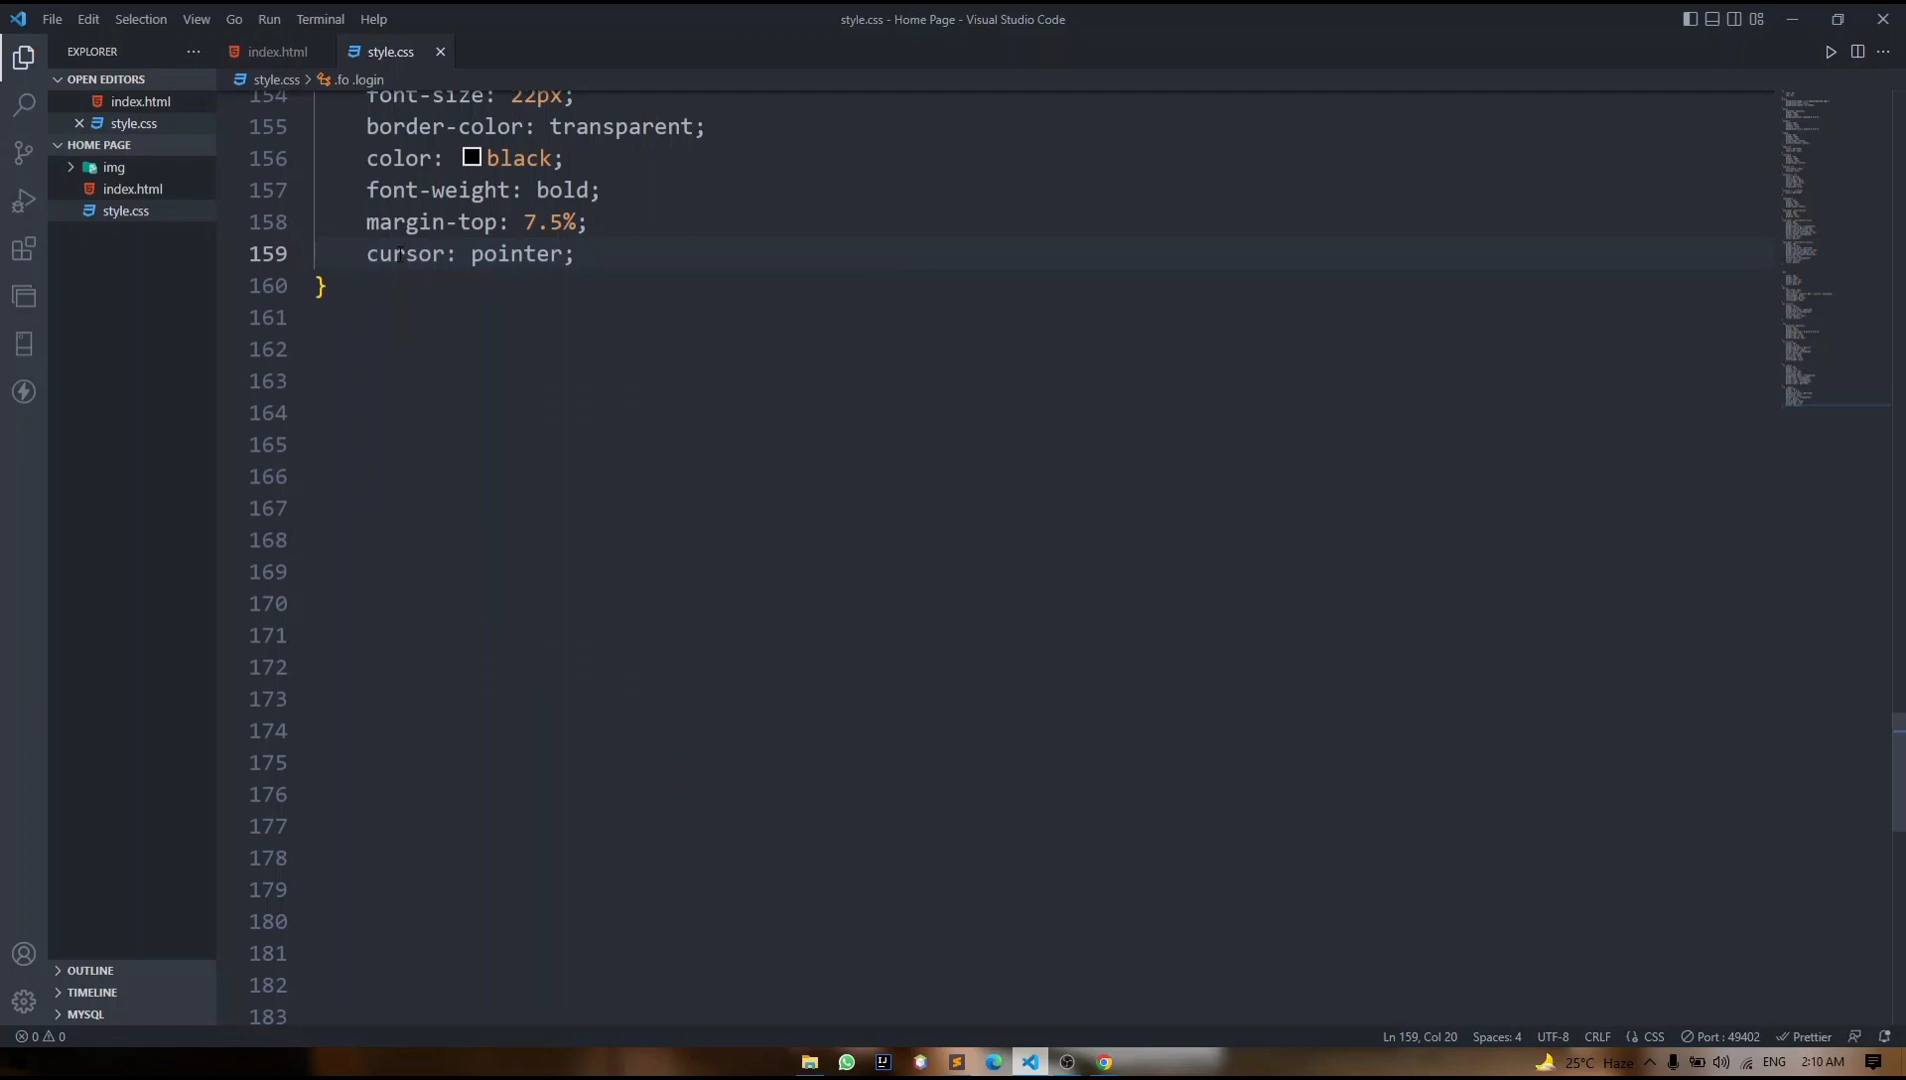 File Edit Selection View Go Run Terminal Help
style.css - Home Page - Visual Studio Code
EXPLORER
index.html
style.css
OPEN EDITORS
index.html
style.css
HOME PAGE
img
index.html
style.css
OUTLINE
TIMELINE
MYSQL
style.css > .fo .login
154 font-size: 22px;
155 border-color: transparent;
156 color: black;
157 font-weight: bold;
158 margin-top: 7.5%;
159 cursor: pointer;
160 }
161
162
163
164
165
166
167
168
169
170
171
172
173
174
175
176
177
178
179
180
181
182
183
0 0
Ln 159, Col 20 Spaces: 4 UTF-8 CRLF {} CSS Port : 49402 Prettier
25°C Haze ENG 2:10 AM